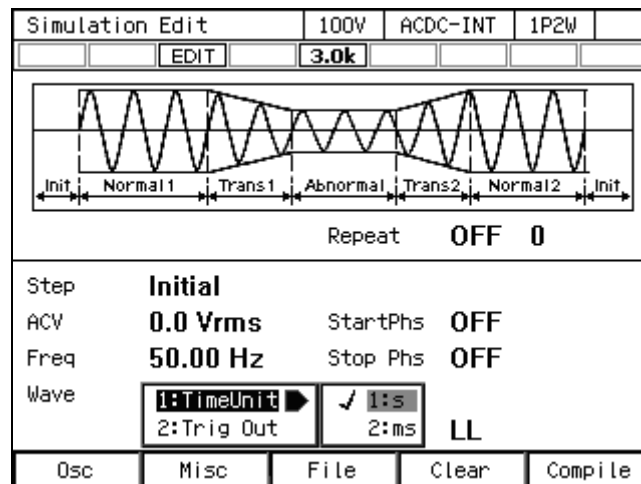 Simulation Edit 100V ACDC-INT 1P2W
EDIT 3.0k
Init Normal1 Trans1 Abnormal Trans2 Normal2 Init
Repeat OFF 0
Step Initial
ACV 0.0 Vrms StartPhs OFF
Freq 50.00 Hz Stop Phs OFF
Wave 1:TimeUnit ✓ 1:s
2:Trig Out 2:ms LL
Osc Misc File Clear Compile